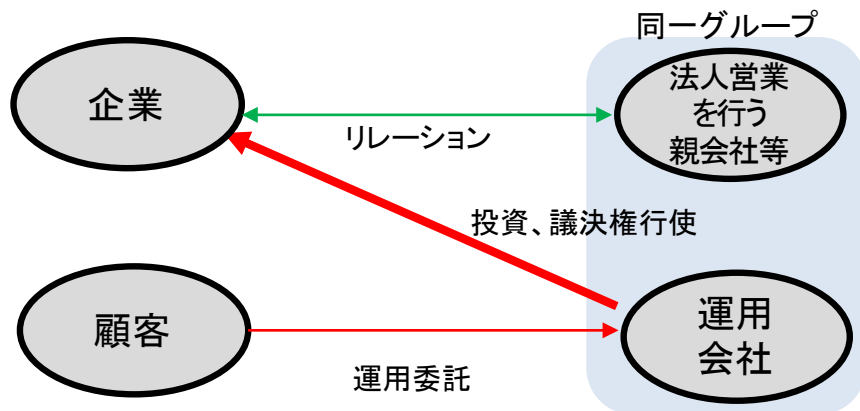 同一グループ
企業
法人営業
を行う
親会社等
リレーション
投資、議決権行使
顧客
運用
会社
運用委託